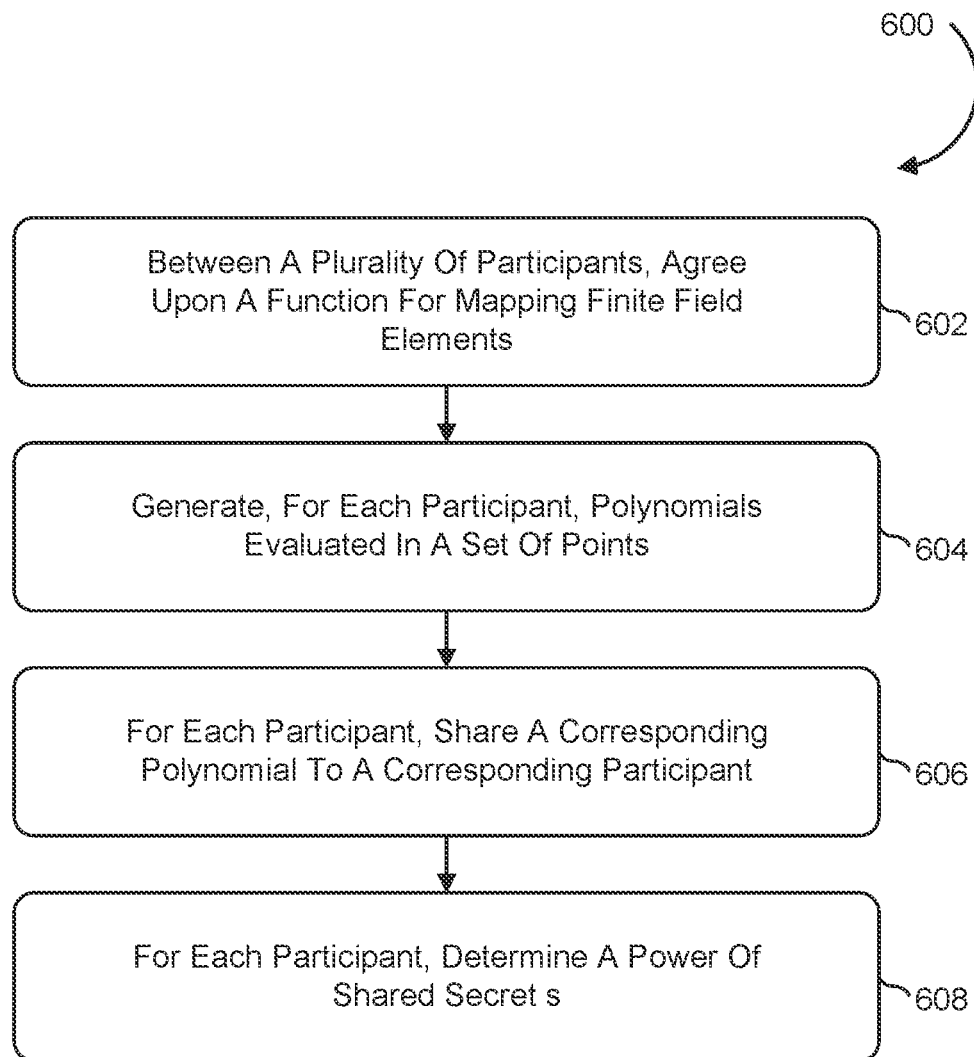 600
Between A Plurality Of Participants, Agree
Upon A Function For Mapping Finite Field
Elements
602
Generate, For Each Participant, Polynomials
Evaluated In A Set Of Points
604
For Each Participant, Share A Corresponding
Polynomial To A Corresponding Participant
606
For Each Participant, Determine A Power Of
Shared Secret s
608